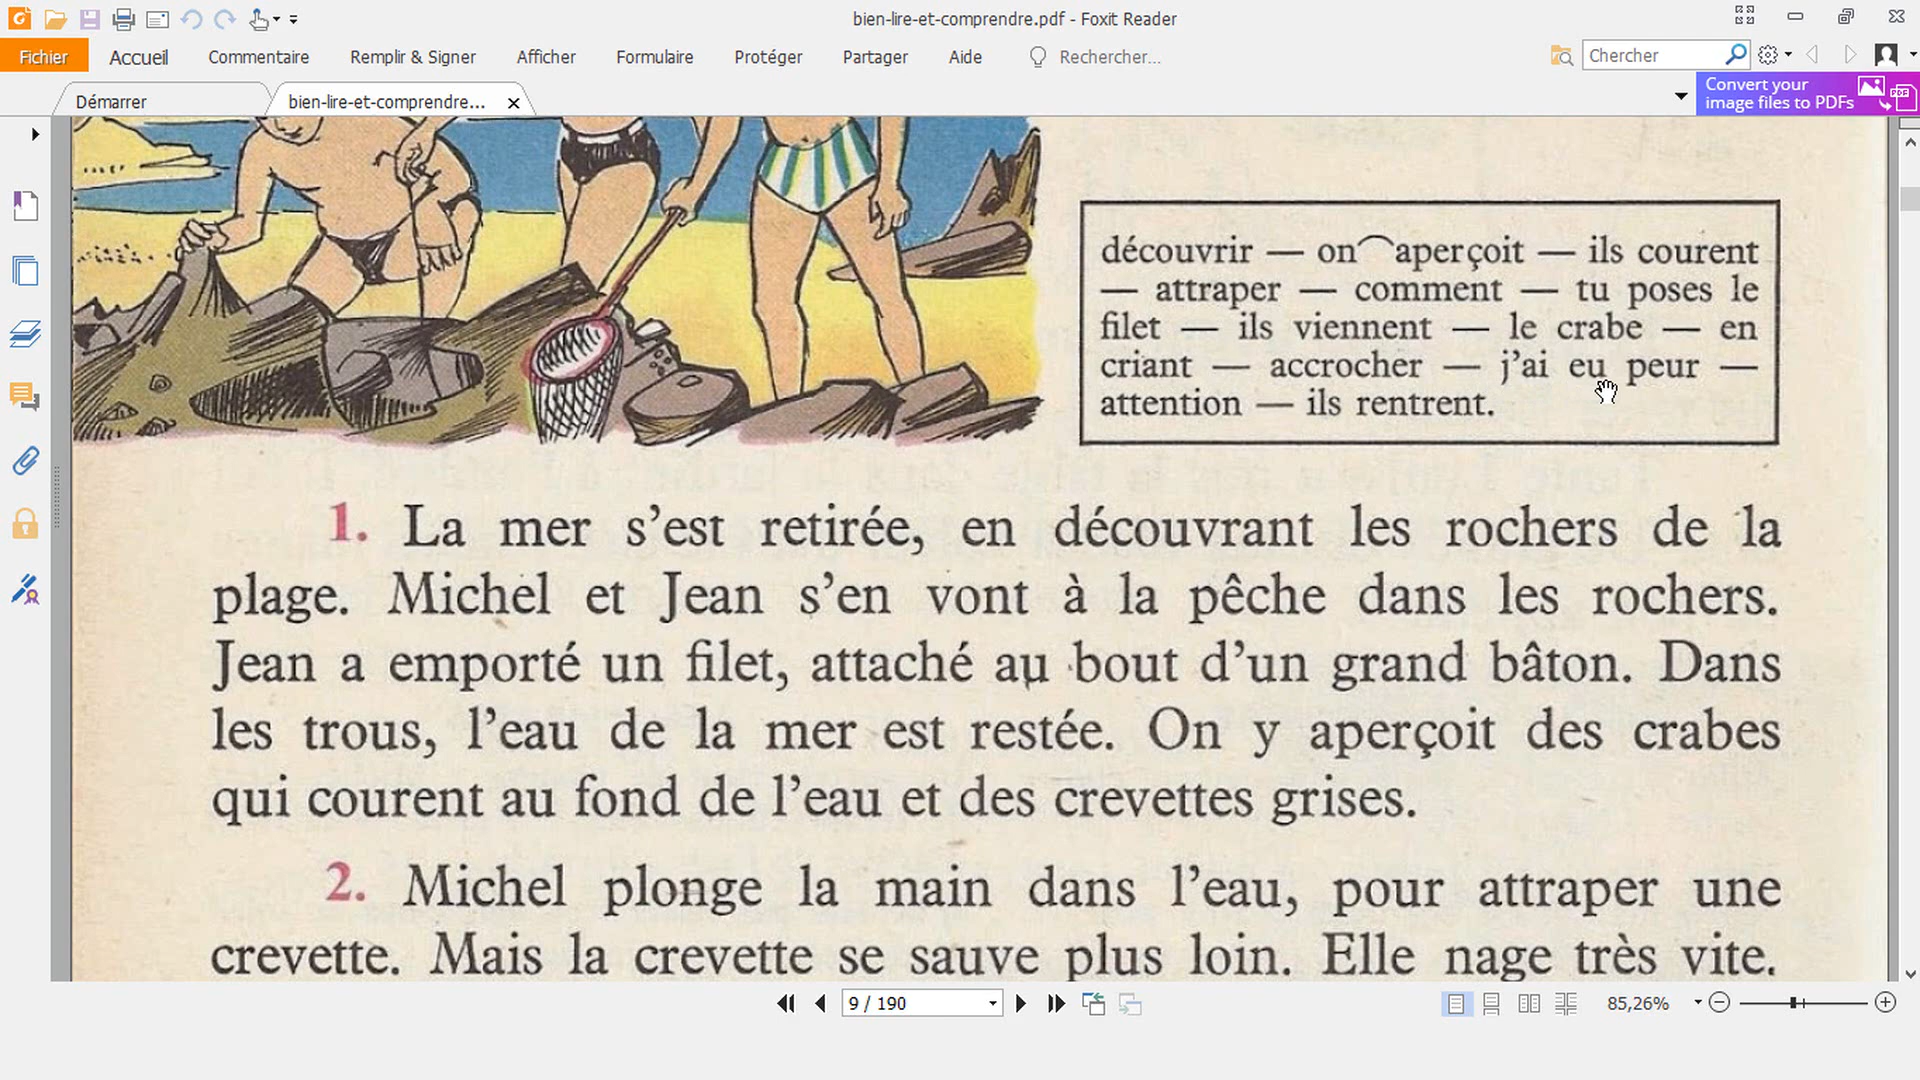 bien-lire-et-comprendre.pdf - Foxit Reader
Fichier Accueil Commentaire Remplir & Signer Afficher Formulaire Protéger Partager Aide Rechercher... Chercher
Démarrer bien-lire-et-comprendre...
Convert your
image files to PDFs
PDF
découvrir — on aperçoit — ils courent
— attraper — comment — tu poses le
filet — ils viennent — le crabe — en
criant — accrocher — j’ai eu peur —
attention — ils rentrent.
1. La mer s’est retirée, en découvrant les rochers de la
plage. Michel et Jean s’en vont à la pêche dans les rochers.
Jean a emporté un filet, attaché au bout d’un grand bâton. Dans
les trous, l’eau de la mer est restée. On y aperçoit des crabes
qui courent au fond de l’eau et des crevettes grises.
2. Michel plonge la main dans l’eau, pour attraper une
crevette. Mais la crevette se sauve plus loin. Elle nage très vite.
9 / 190 85,26%